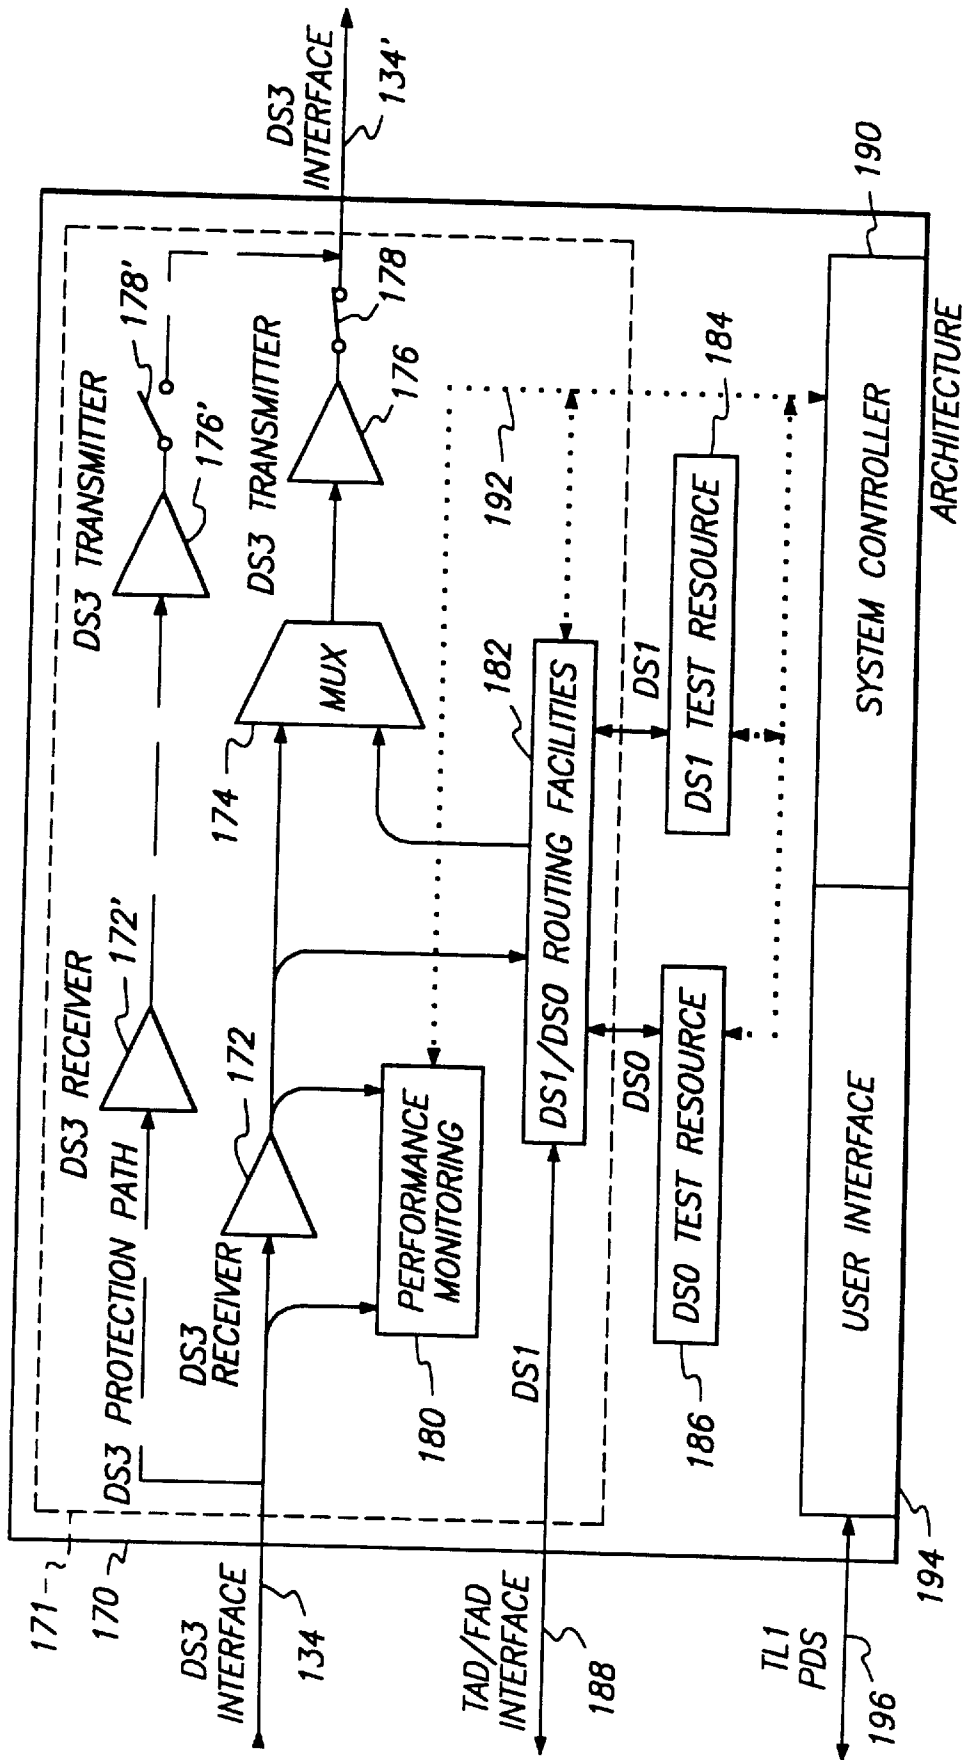 171
170
DS3
INTERFACE
134
DS3 PROTECTION PATH
DS3 RECEIVER
172'
DS3 TRANSMITTER
178'
176'
DS3
INTERFACE
134'
DS3
RECEIVER
172
174
MUX
DS3 TRANSMITTER
178
176
PERFORMANCE
MONITORING
180
192
TAD/FAD
INTERFACE
188
DS1
DS1/DS0 ROUTING FACILITIES
182
DS0
DS1
DS0 TEST RESOURCE
186
DS1 TEST RESOURCE
184
TL1
PDS
196
USER INTERFACE
194
SYSTEM CONTROLLER
190
ARCHITECTURE